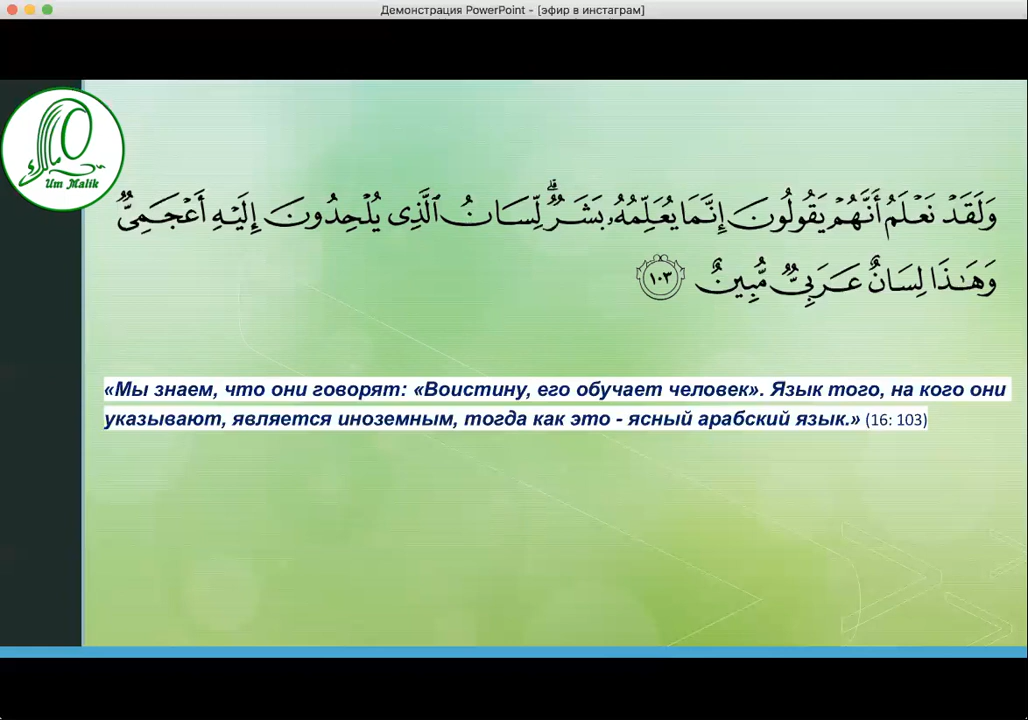 Демонстрация PowerPoint - [эфир в инстаграм]
مالك
Um Malik
وَلَقَدْ نَعْلَمُ أَنَّهُمْ يَقُولُونَ إِنَّمَا يُعَلِّمُهُۥ بَشَرٌۗ لِّسَانُ ٱلَّذِى يُلْحِدُونَ إِلَيْهِ أَعْجَمِىٌّ
وَهَـٰذَا لِسَانٌ عَرَبِىٌّ مُّبِينٌ ١٠٣
«Мы знаем, что они говорят: «Воистину, его обучает человек». Язык того, на кого они
указывают, является иноземным, тогда как это - ясный арабский язык.» (16: 103)